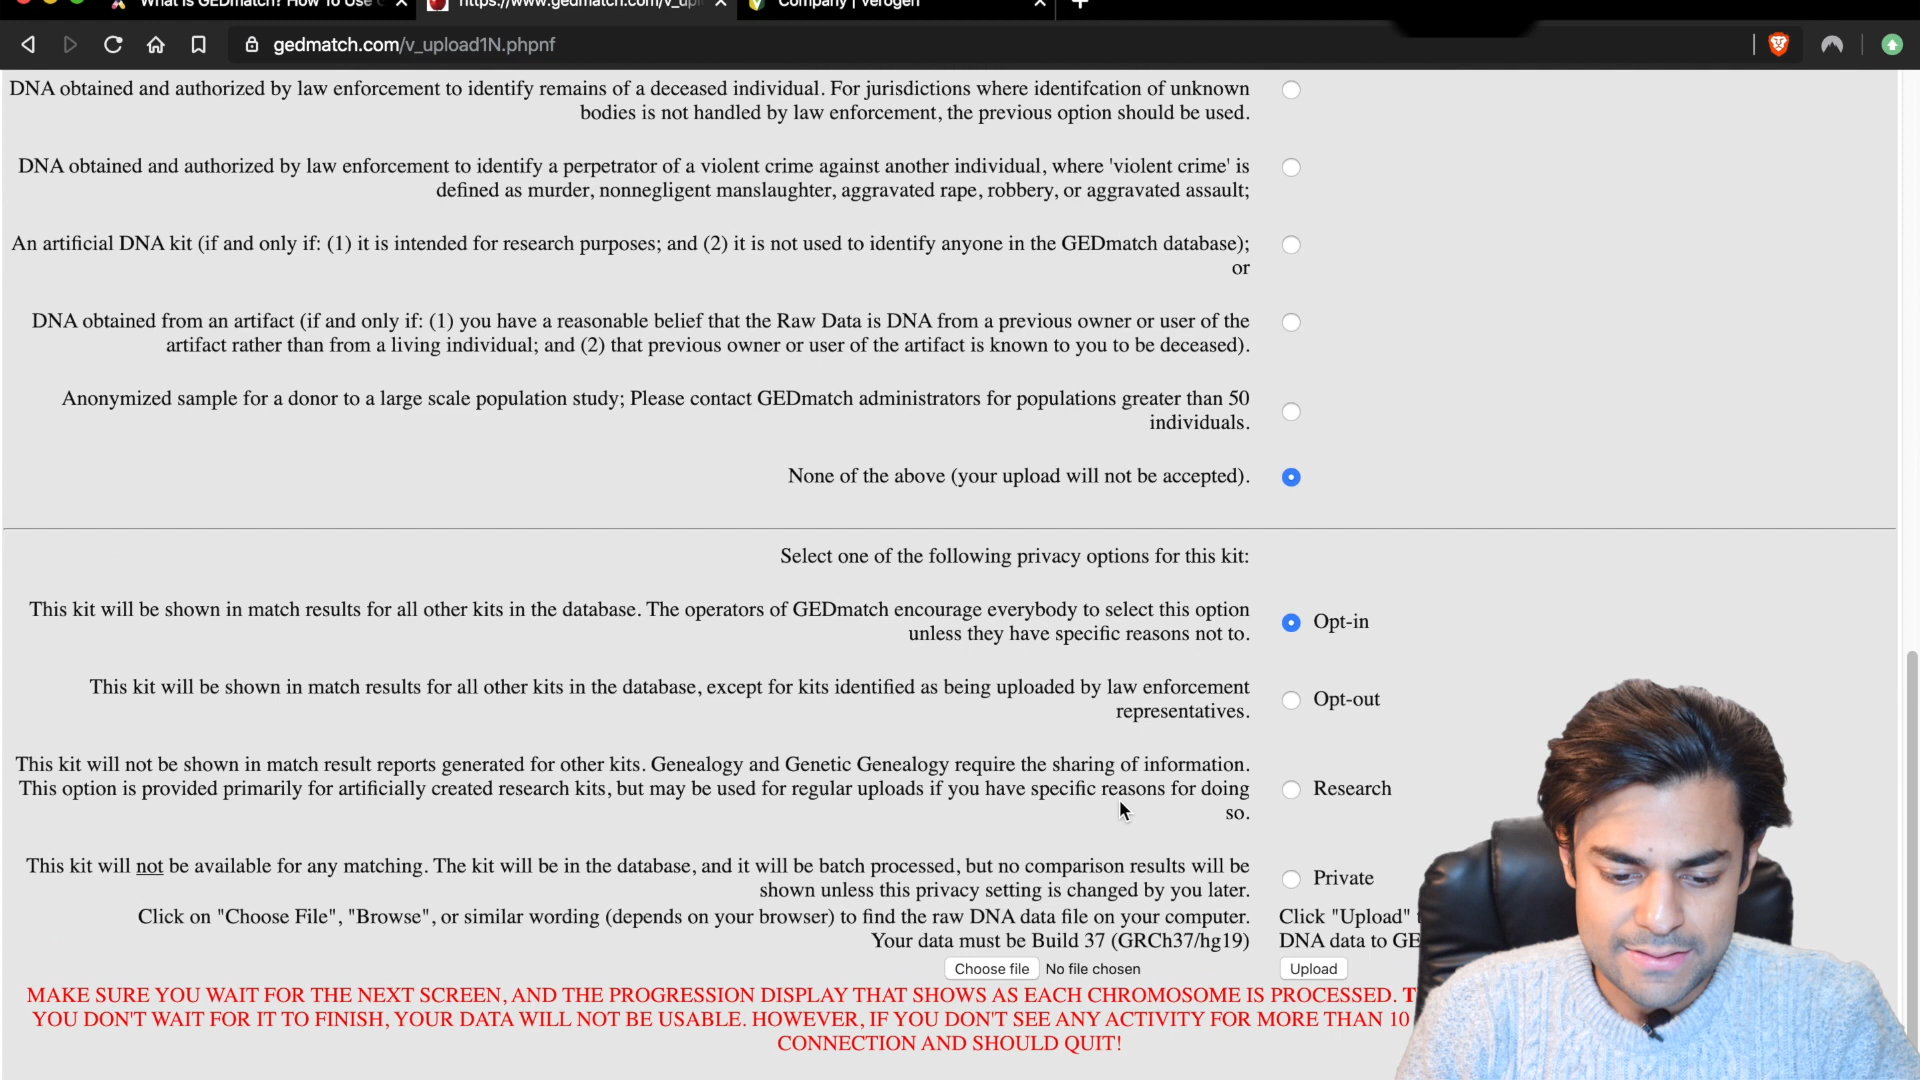 What is GEDmatch? How To Use
https://www.gedmatch.com/v_upl
Company | Verogen
gedmatch.com/v_upload1N.phpnf
DNA obtained and authorized by law enforcement to identify remains of a deceased individual. For jurisdictions where identifcation of unknown
bodies is not handled by law enforcement, the previous option should be used.
DNA obtained and authorized by law enforcement to identify a perpetrator of a violent crime against another individual, where 'violent crime' is
defined as murder, nonnegligent manslaughter, aggravated rape, robbery, or aggravated assault;
An artificial DNA kit (if and only if: (1) it is intended for research purposes; and (2) it is not used to identify anyone in the GEDmatch database);
or
DNA obtained from an artifact (if and only if: (1) you have a reasonable belief that the Raw Data is DNA from a previous owner or user of the
artifact rather than from a living individual; and (2) that previous owner or user of the artifact is known to you to be deceased).
Anonymized sample for a donor to a large scale population study; Please contact GEDmatch administrators for populations greater than 50
individuals.
None of the above (your upload will not be accepted).
Select one of the following privacy options for this kit:
This kit will be shown in match results for all other kits in the database. The operators of GEDmatch encourage everybody to select this option
unless they have specific reasons not to.
Opt-in
This kit will be shown in match results for all other kits in the database, except for kits identified as being uploaded by law enforcement
representatives.
Opt-out
This kit will not be shown in match result reports generated for other kits. Genealogy and Genetic Genealogy require the sharing of information.
This option is provided primarily for artificially created research kits, but may be used for regular uploads if you have specific reasons for doing
so.
Research
This kit will not be available for any matching. The kit will be in the database, and it will be batch processed, but no comparison results will be
shown unless this privacy setting is changed by you later.
Private
Click on "Choose File", "Browse", or similar wording (depends on your browser) to find the raw DNA data file on your computer.
Your data must be Build 37 (GRCh37/hg19)
Click "Upload"
DNA data to GE
Choose file No file chosen
Upload
MAKE SURE YOU WAIT FOR THE NEXT SCREEN, AND THE PROGRESSION DISPLAY THAT SHOWS AS EACH CHROMOSOME IS PROCESSED. T
YOU DON'T WAIT FOR IT TO FINISH, YOUR DATA WILL NOT BE USABLE. HOWEVER, IF YOU DON'T SEE ANY ACTIVITY FOR MORE THAN 10
CONNECTION AND SHOULD QUIT!